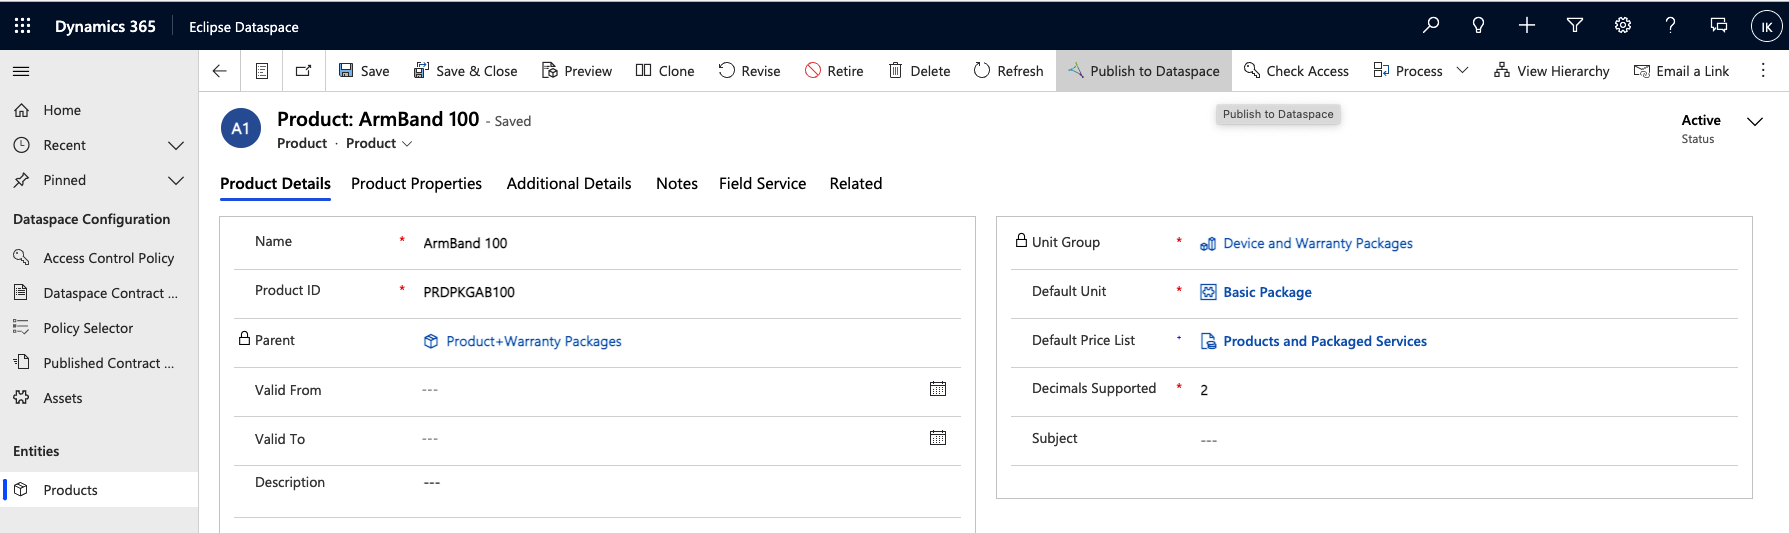 Dynamics 365 Eclipse Dataspace IK
Save Save & Close Preview Clone Revise Retire Delete Refresh Publish to Dataspace Check Access Process View Hierarchy Email a Link
Home
Recent
Pinned
Dataspace Configuration
Access Control Policy
Dataspace Contract ...
Policy Selector
Published Contract ...
Assets
Entities
Products
A1
Product: ArmBand 100 - Saved
Product · Product
Publish to Dataspace
Active
Status
Product Details Product Properties Additional Details Notes Field Service Related
Name * ArmBand 100
Product ID * PRDPKGAB100
Parent Product+Warranty Packages
Valid From ---
Valid To ---
Description ---
Unit Group * Device and Warranty Packages
Default Unit * Basic Package
Default Price List + Products and Packaged Services
Decimals Supported * 2
Subject ---